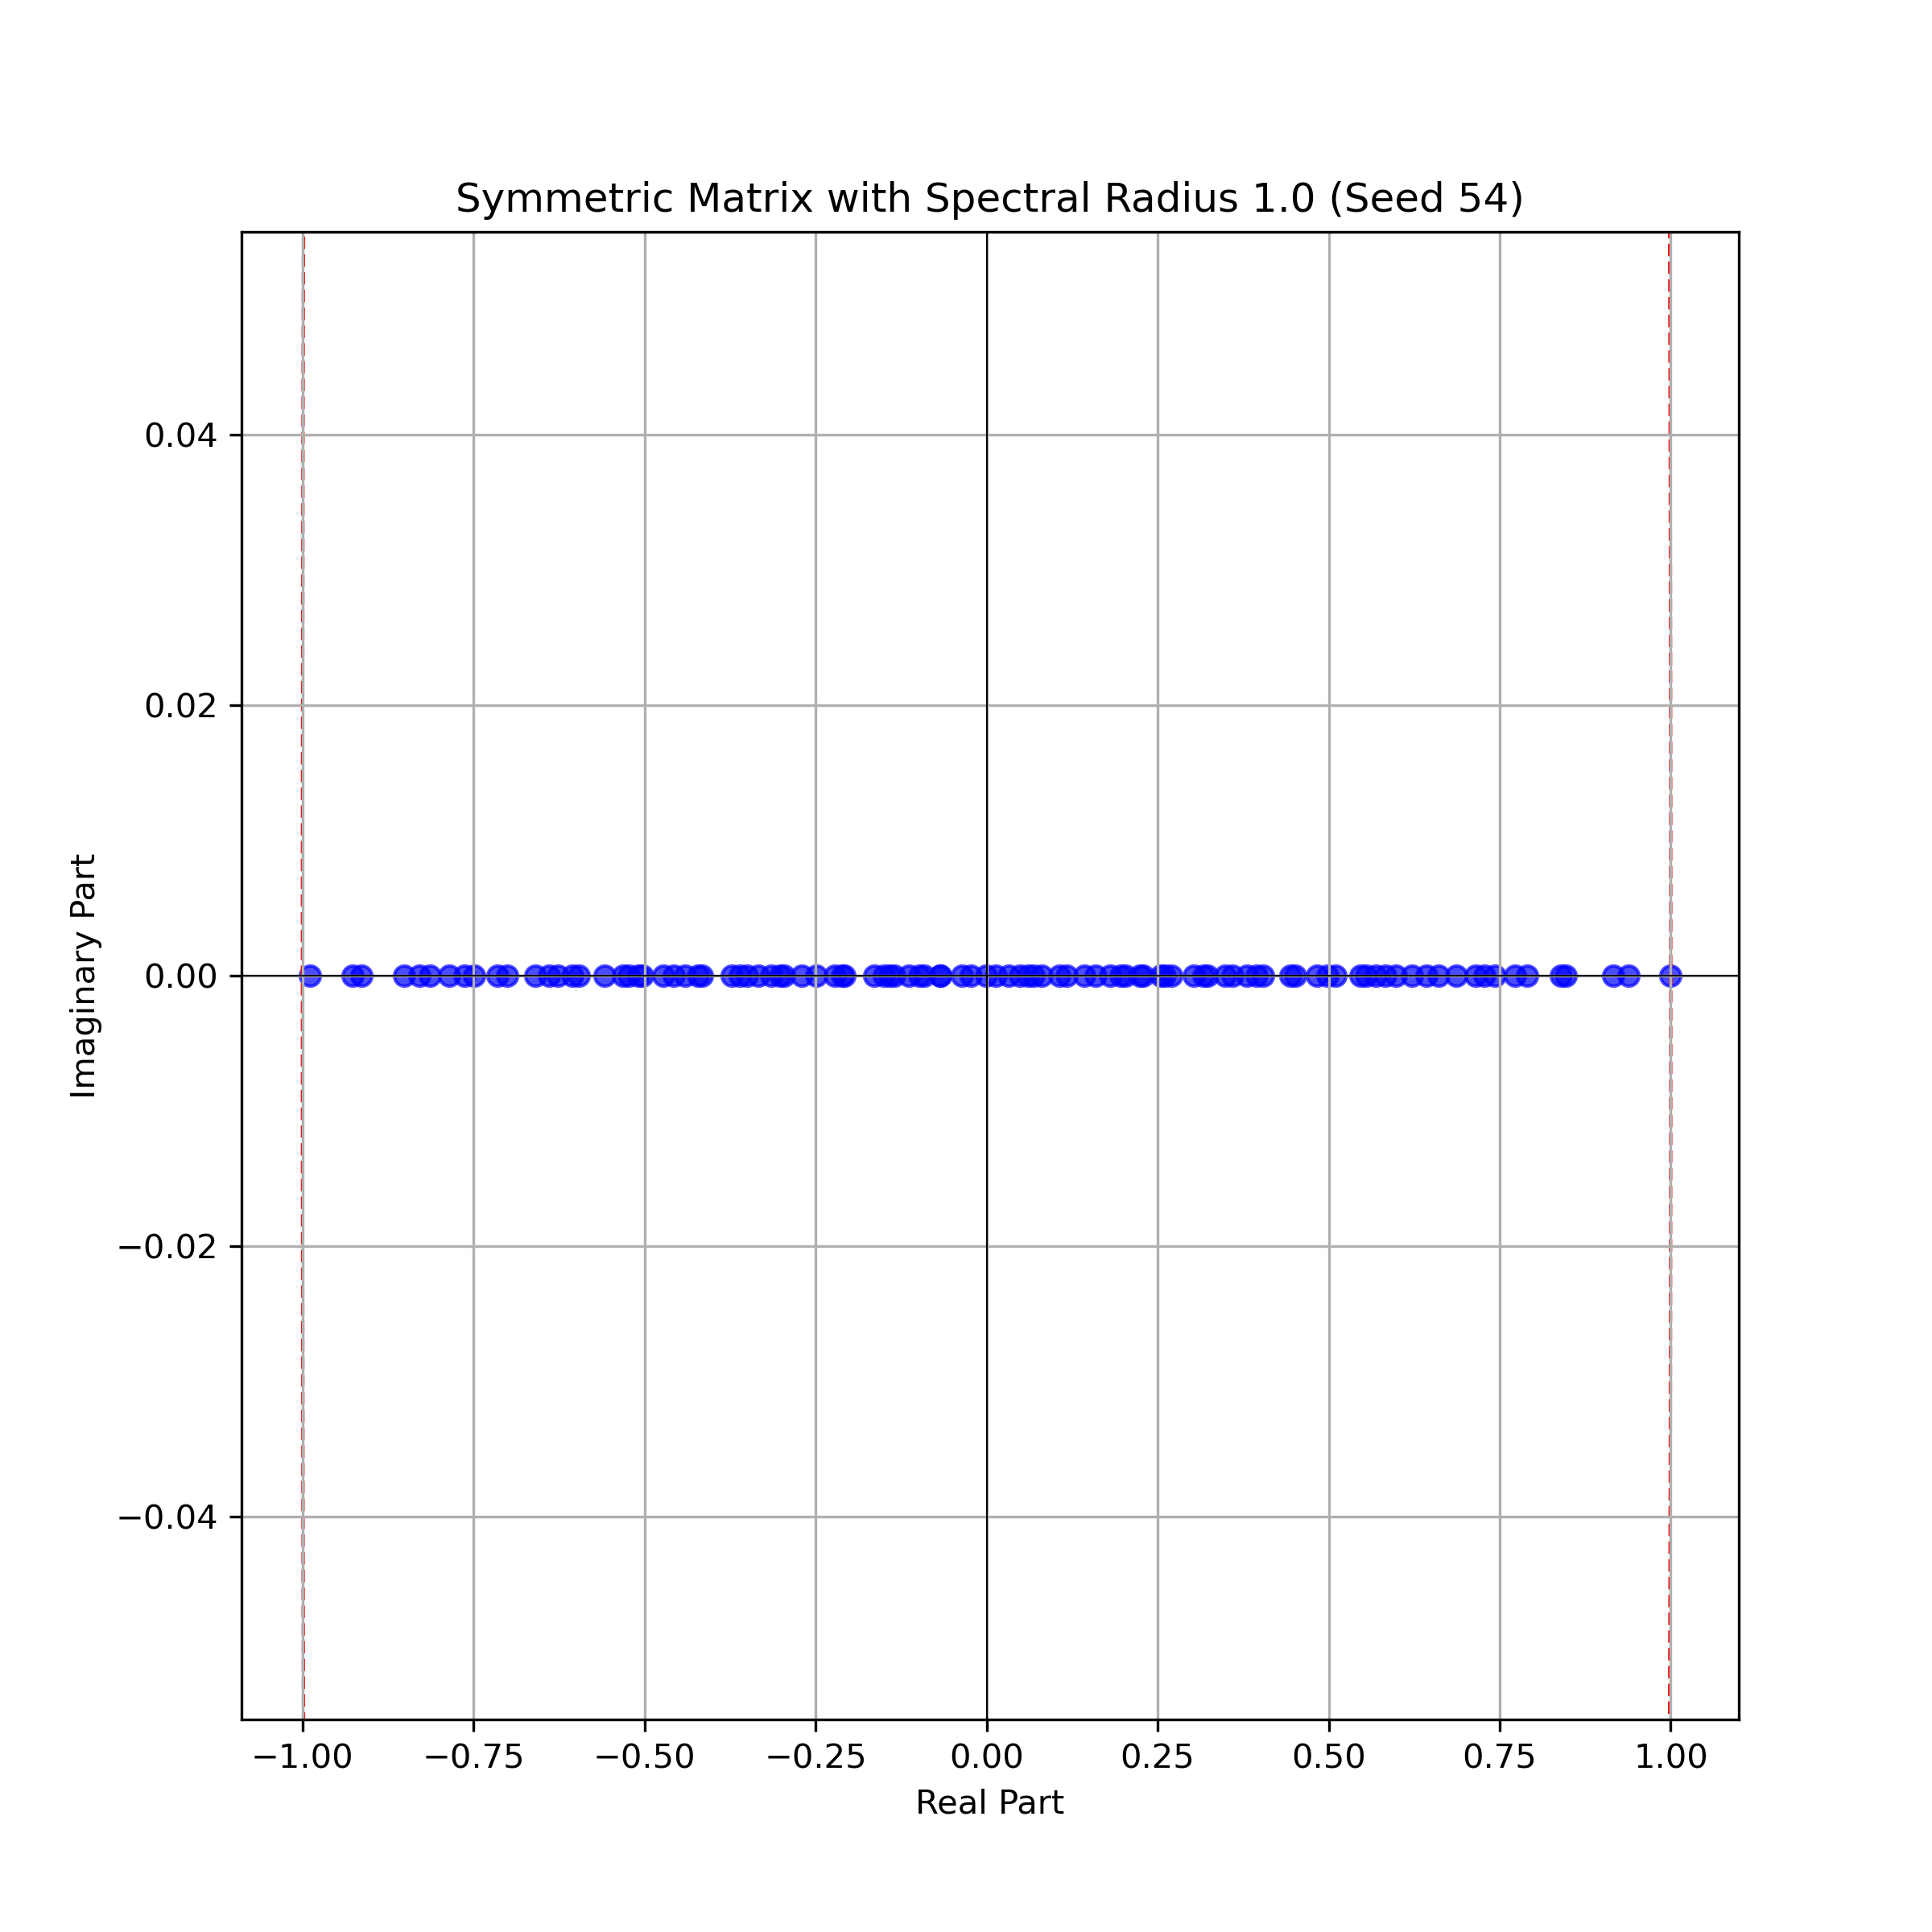 Symmetric Matrix with Spectral Radius 1.0 (Seed 54)
0.04
0.02
0.00
−0.02
−0.04
Imaginary Part
−1.00 −0.75 −0.50 −0.25 0.00 0.25 0.50 0.75 1.00
Real Part